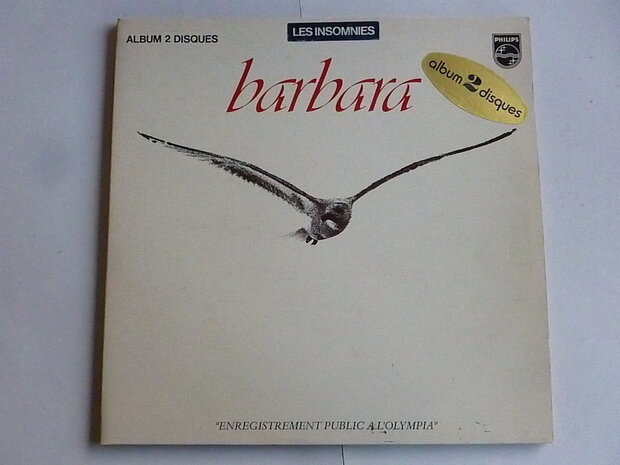 LES INSOMNIES
ALBUM 2 DISQUES
PHILIPS
barbara
album 2 disques
"ENREGISTREMENT PUBLIC A L'OLYMPIA"